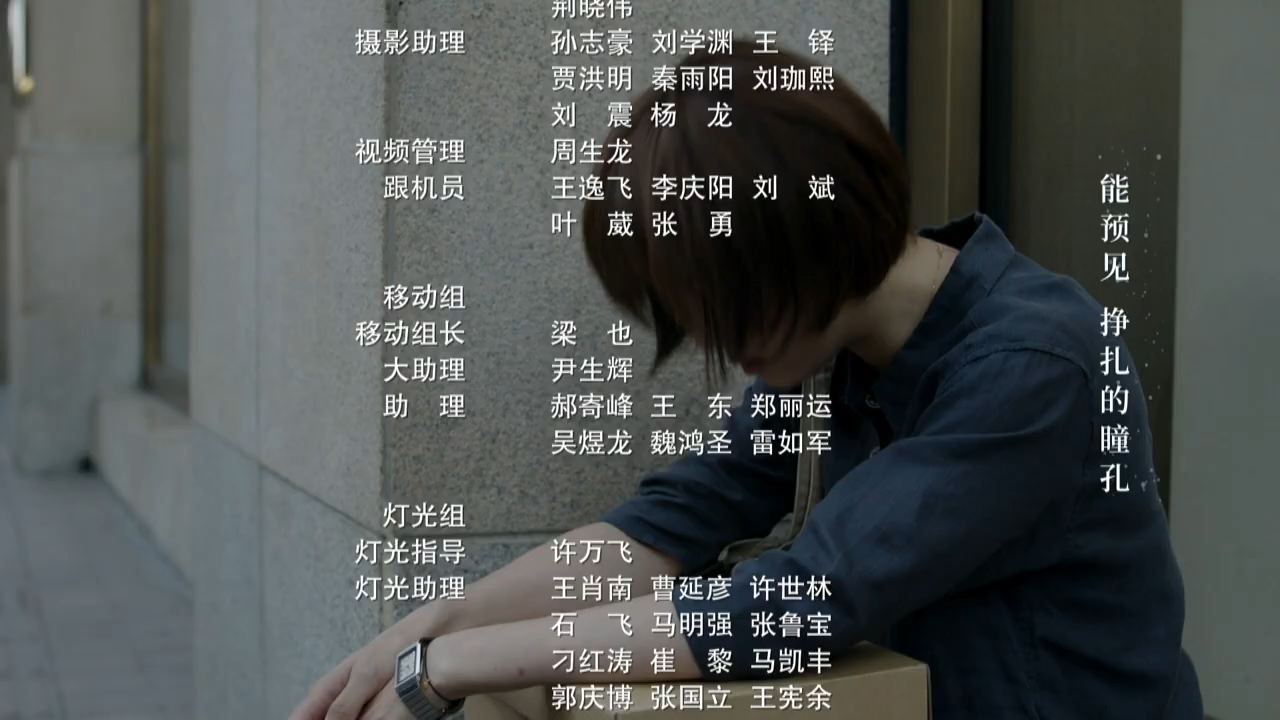 荆晓伟
摄影助理 孙志豪 刘学渊 王 铎
贾洪明 秦雨阳 刘珈熙
刘 震 杨 龙
视频管理 周生龙
跟机员 王逸飞 李庆阳 刘 斌
叶 葳 张 勇
移动组
移动组长 梁 也
大助理 尹生辉
助 理 郝寄峰 王 东 郑丽运
吴煜龙 魏鸿圣 雷如军
灯光组
灯光指导 许万飞
灯光助理 王肖南 曹延彦 许世林
石 飞 马明强 张鲁宝
刁红涛 崔 黎 马凯丰
郭庆博 张国立 王宪余
能预见 挣扎的瞳孔